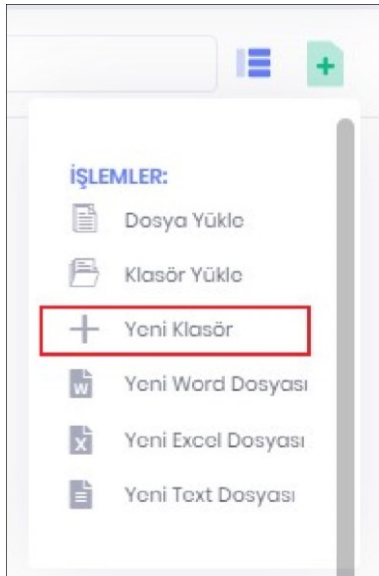 İŞLEMLER:
Dosya Yükle
Klasör Yükle
Yeni Klasör
Yeni Word Dosyası
Yeni Excel Dosyası
Yeni Text Dosyası